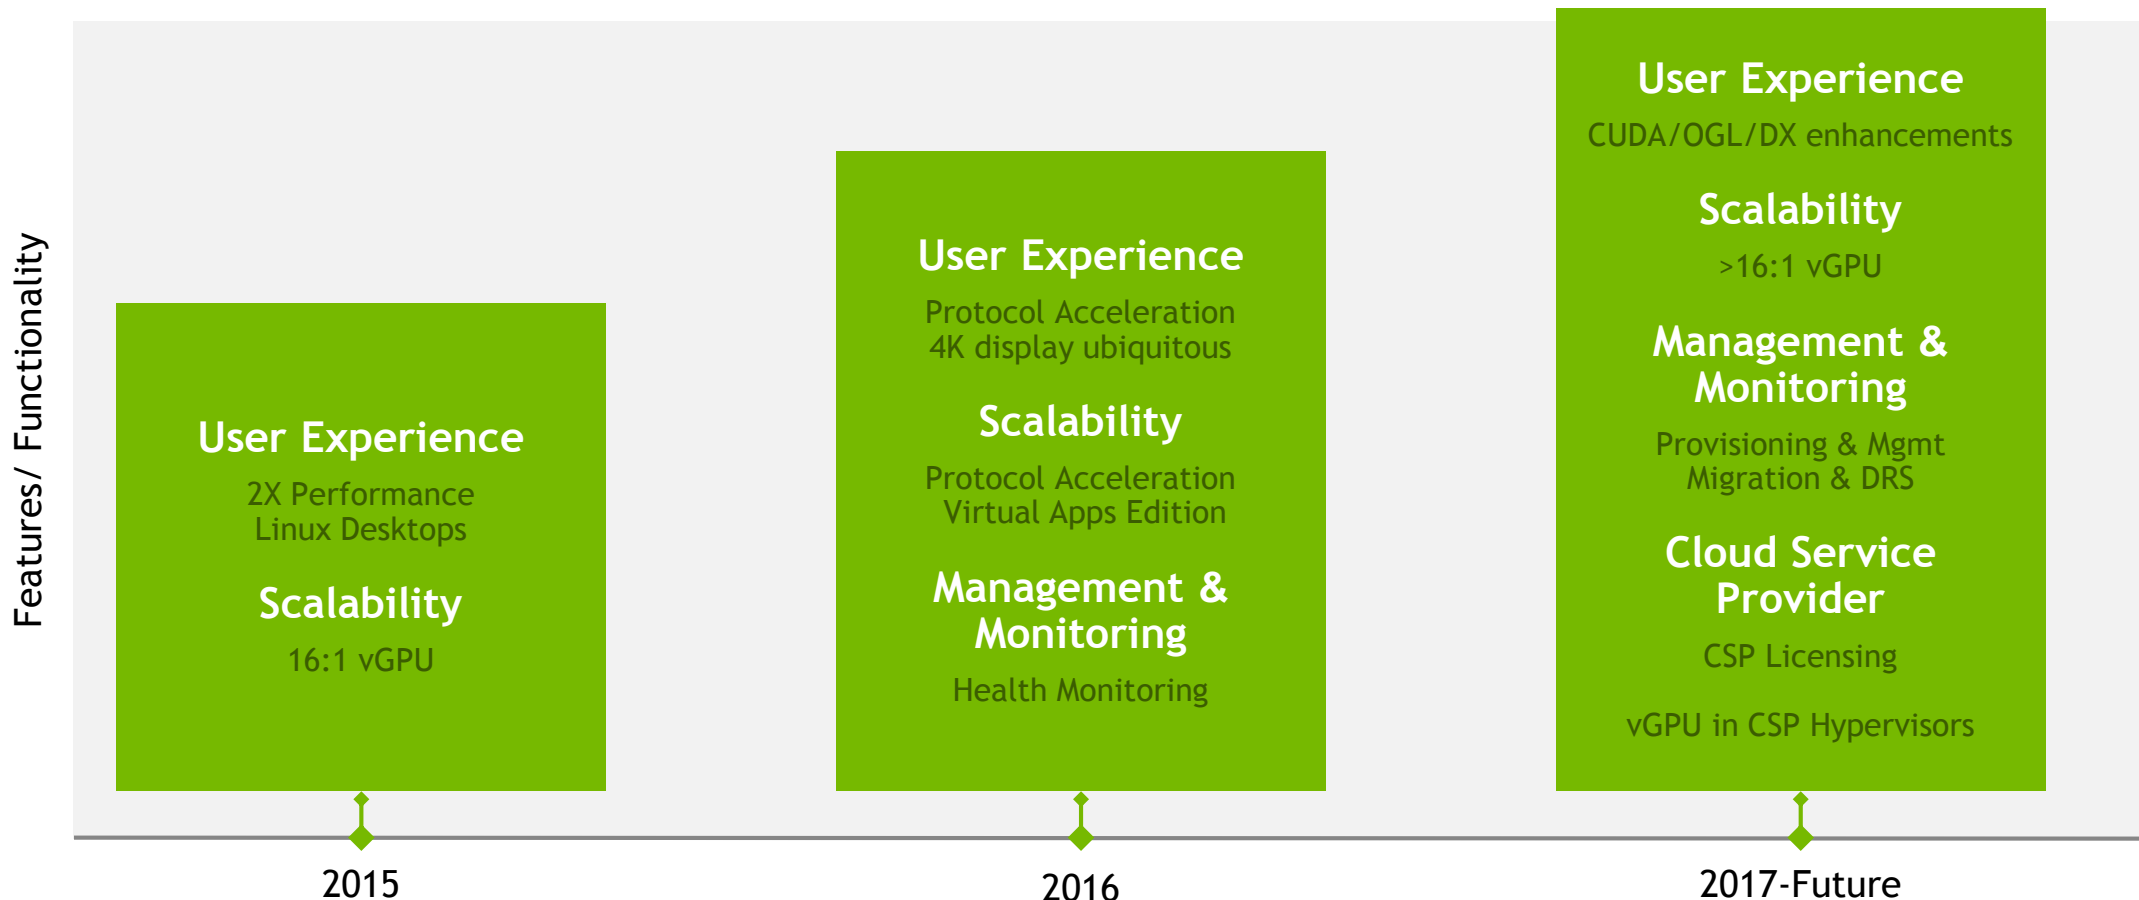 Features/ Functionality
User Experience
2X Performance
Linux Desktops
Scalability
16:1 vGPU
2015
User Experience
Protocol Acceleration
4K display ubiquitous
Scalability
Protocol Acceleration
Virtual Apps Edition
Management &
Monitoring
Health Monitoring
2016
User Experience
CUDA/OGL/DX enhancements
Scalability
>16:1 vGPU
Management &
Monitoring
Provisioning & Mgmt
Migration & DRS
Cloud Service
Provider
CSP Licensing
vGPU in CSP Hypervisors
2017-Future